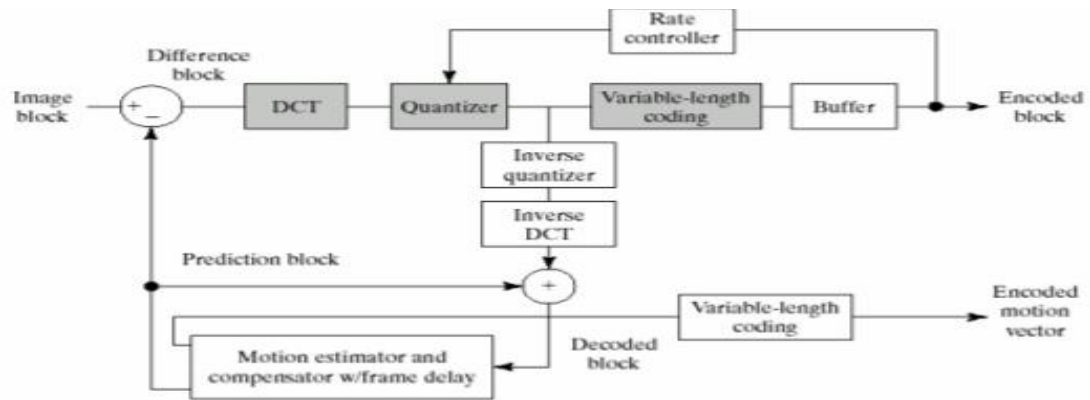 Rate
controller
Difference
block
Image
block
+
−
DCT
Quantizer
Variable-length
coding
Buffer
Encoded
block
Inverse
quantizer
Inverse
DCT
Prediction block
+
Variable-length
coding
Encoded
motion
vector
Motion estimator and
compensator w/frame delay
Decoded
block